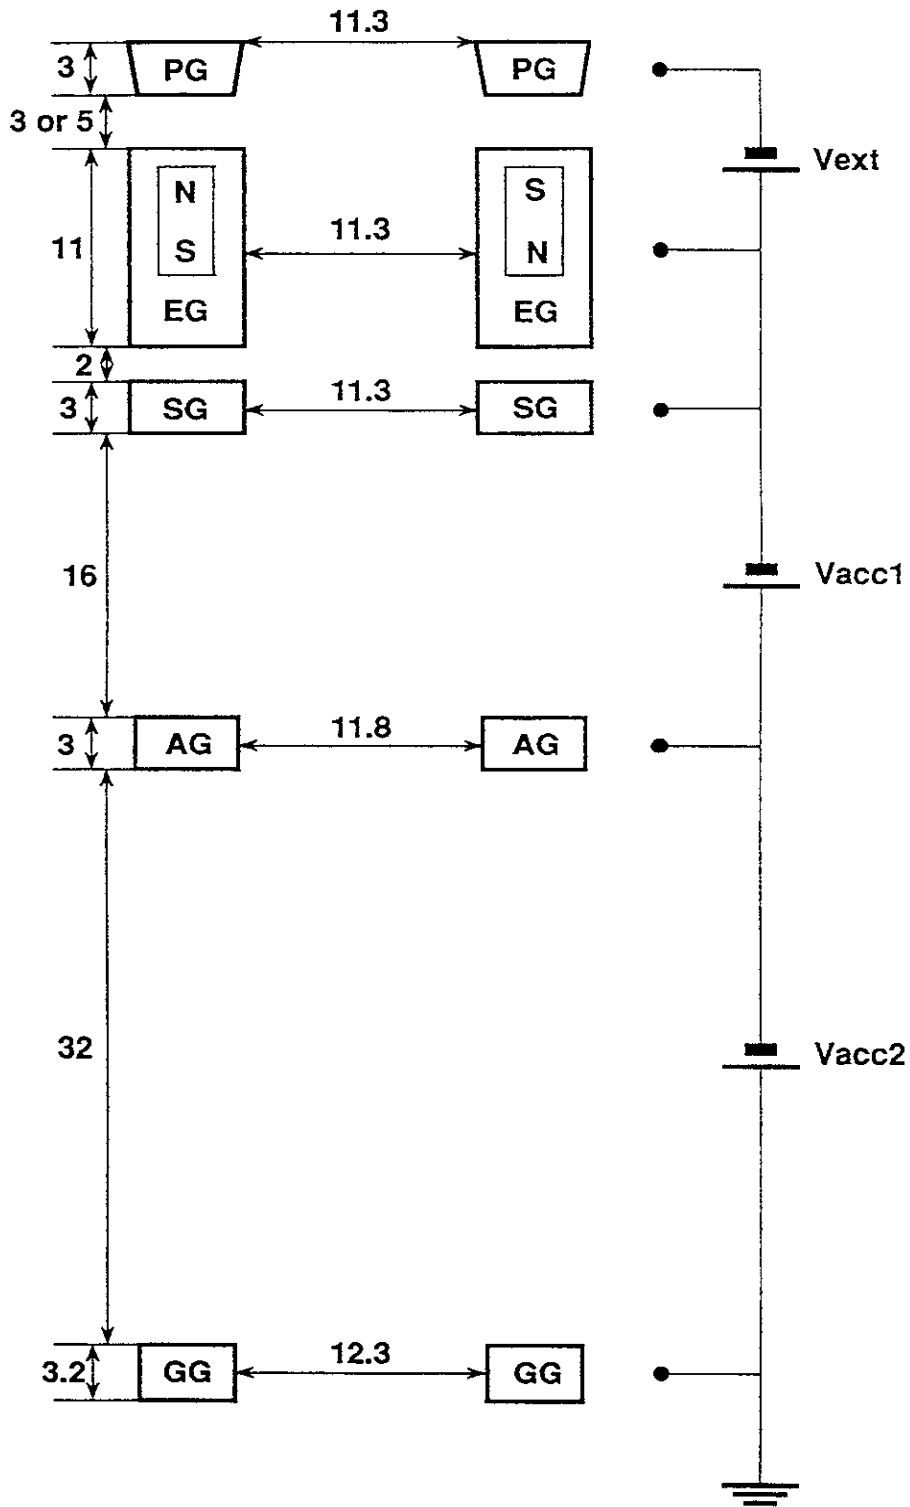 11.3
3 PG PG
3 or 5
Vext
N S
11 11.3
S N
EG EG
2
3 SG 11.3 SG
16 Vacc1
3 AG 11.8 AG
32 Vacc2
3.2 GG 12.3 GG